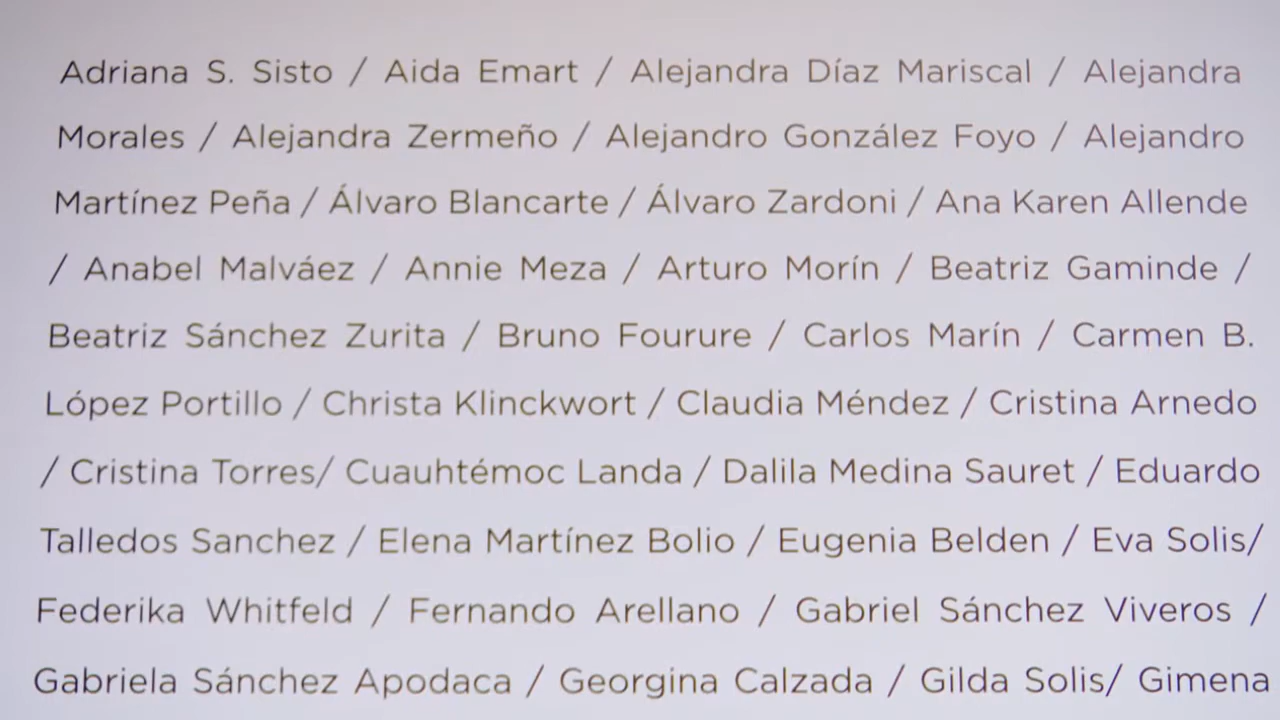 Adriana S. Sisto / Aida Emart / Alejandra Díaz Mariscal / Alejandra
Morales / Alejandra Zermeño / Alejandro González Foyo / Alejandro
Martínez Peña / Álvaro Blancarte / Álvaro Zardoni / Ana Karen Allende
/ Anabel Malváez / Annie Meza / Arturo Morín / Beatriz Gaminde /
Beatriz Sánchez Zurita / Bruno Fourure / Carlos Marín / Carmen B.
López Portillo / Christa Klinckwort / Claudia Méndez / Cristina Arnedo
/ Cristina Torres/ Cuauhtémoc Landa / Dalila Medina Sauret / Eduardo
Talledos Sanchez / Elena Martínez Bolio / Eugenia Belden / Eva Solis/
Federika Whitfeld / Fernando Arellano / Gabriel Sánchez Viveros /
Gabriela Sánchez Apodaca / Georgina Calzada / Gilda Solis/ Gimena